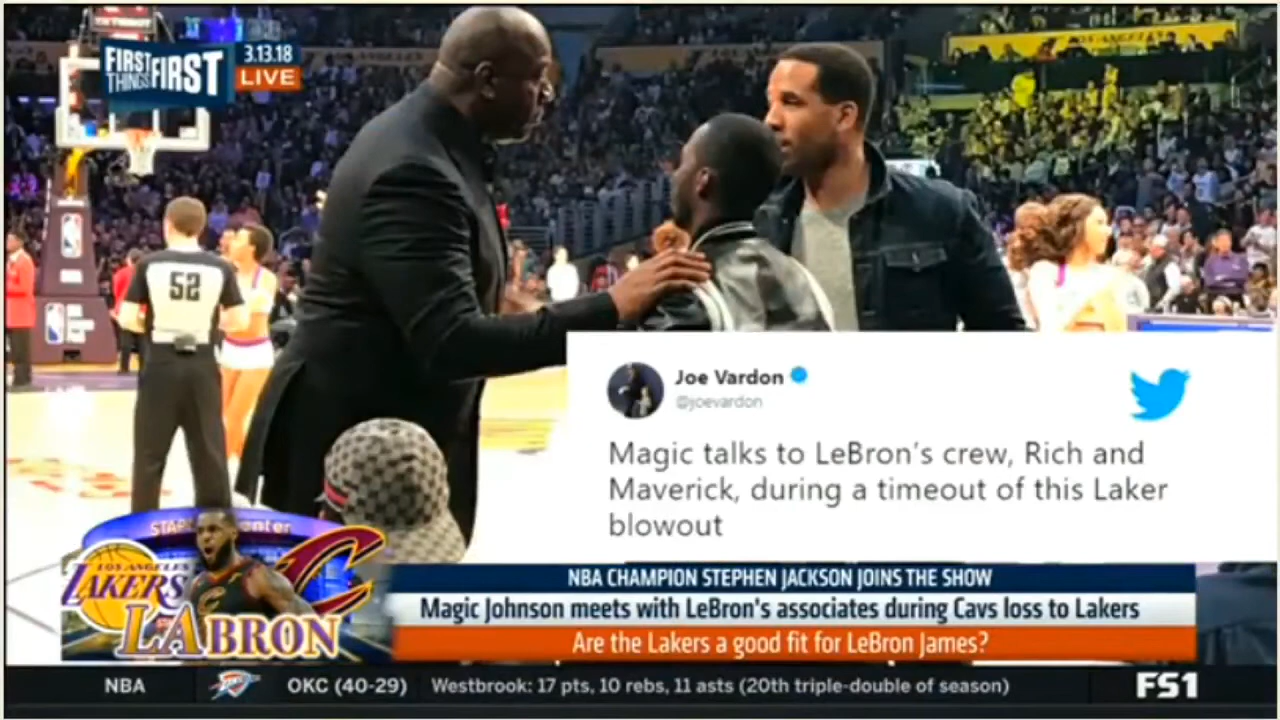 FIRST THINGS FIRST
3.13.18
LIVE
52
NBA
Joe Vardon
@joevardon
Magic talks to LeBron's crew, Rich and
Maverick, during a timeout of this Laker
blowout
LOS ANGELES
LAKERS
LABRON
NBA CHAMPION STEPHEN JACKSON JOINS THE SHOW
Magic Johnson meets with LeBron's associates during Cavs loss to Lakers
Are the Lakers a good fit for LeBron James?
NBA
OKC (40-29)
Westbrook: 17 pts, 10 rebs, 11 asts (20th triple-double of season)
FS1